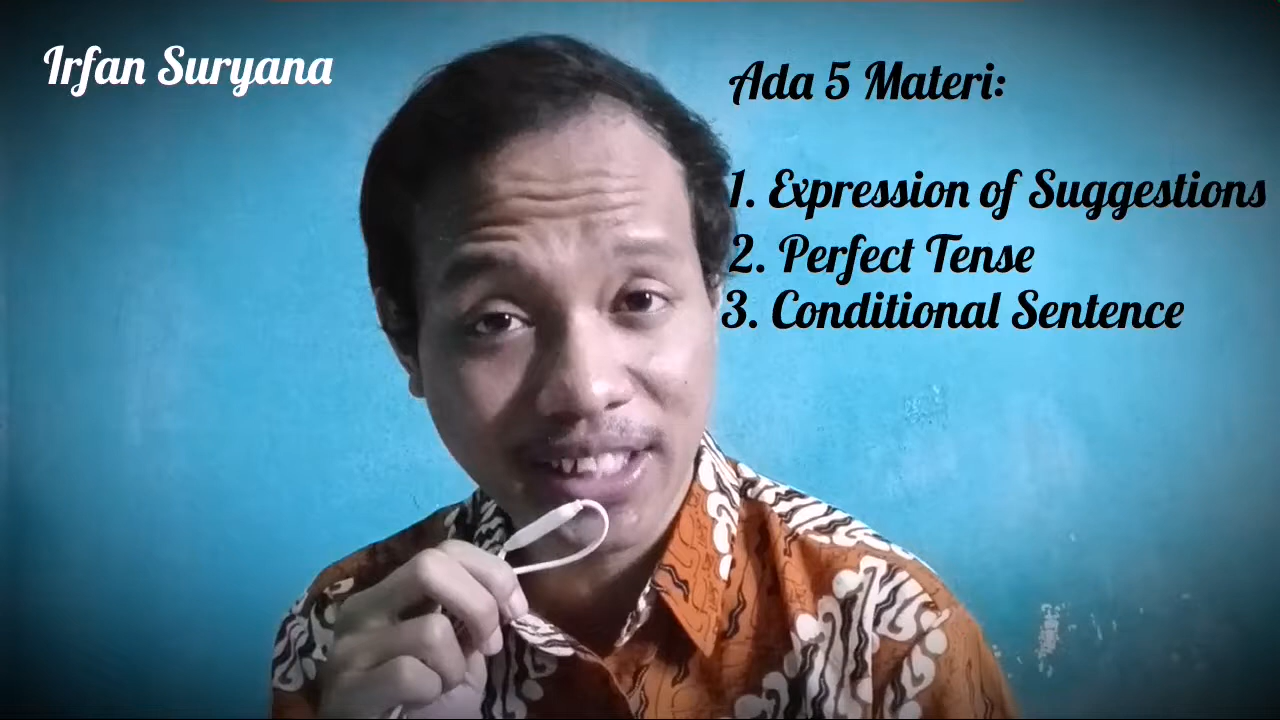 Irfan Suryana
Ada 5 Materi:
1. Expression of Suggestions
2. Perfect Tense
3. Conditional Sentence